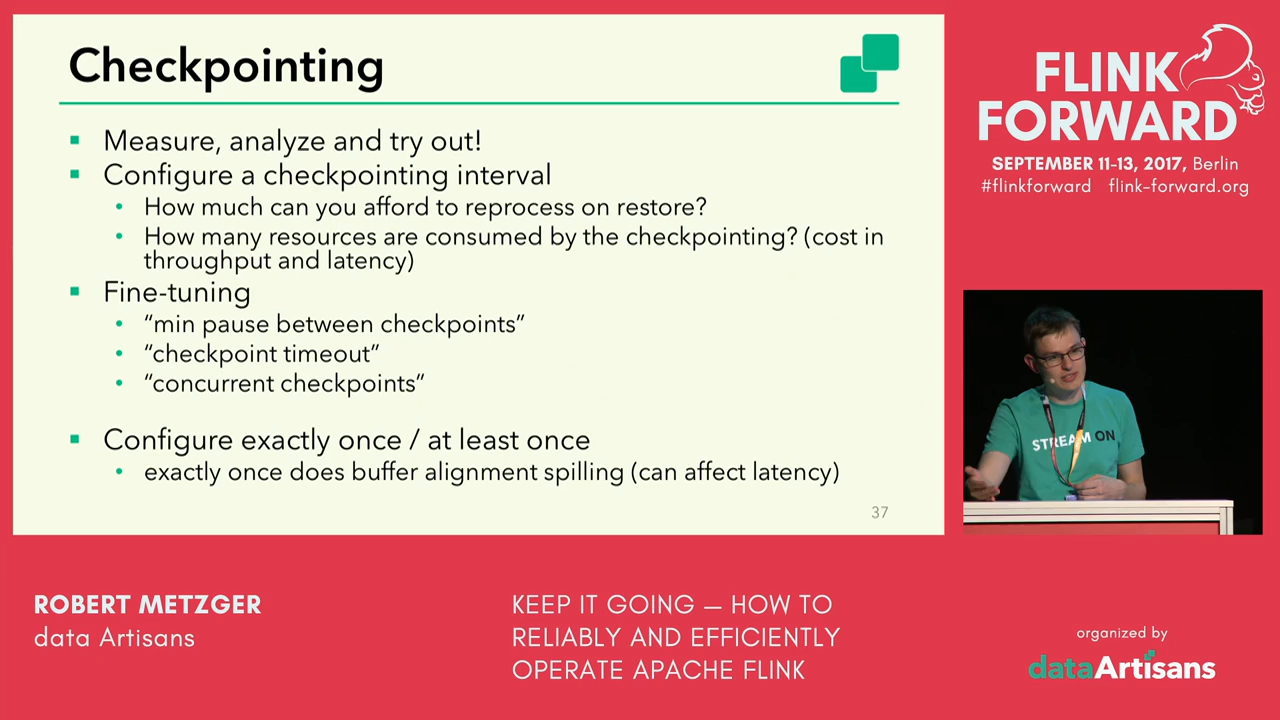 Checkpointing
Measure, analyze and try out!
Configure a checkpointing interval
How much can you afford to reprocess on restore?
How many resources are consumed by the checkpointing? (cost in
throughput and latency)
Fine-tuning
“min pause between checkpoints”
“checkpoint timeout”
“concurrent checkpoints”
Configure exactly once / at least once
exactly once does buffer alignment spilling (can affect latency)
37
FLINK
FORWARD
SEPTEMBER 11-13, 2017, Berlin
#flinkforward flink-forward.org
STREAM ON
ROBERT METZGER
data Artisans
KEEP IT GOING — HOW TO
RELIABLY AND EFFICIENTLY
OPERATE APACHE FLINK
organized by
dataArtisans